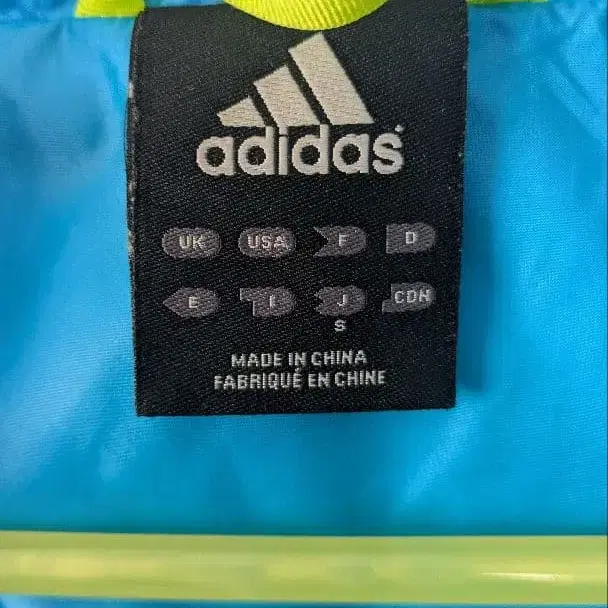 adidas
UK USA F D
E I J CDN
S
MADE IN CHINA
FABRIQUÉ EN CHINE